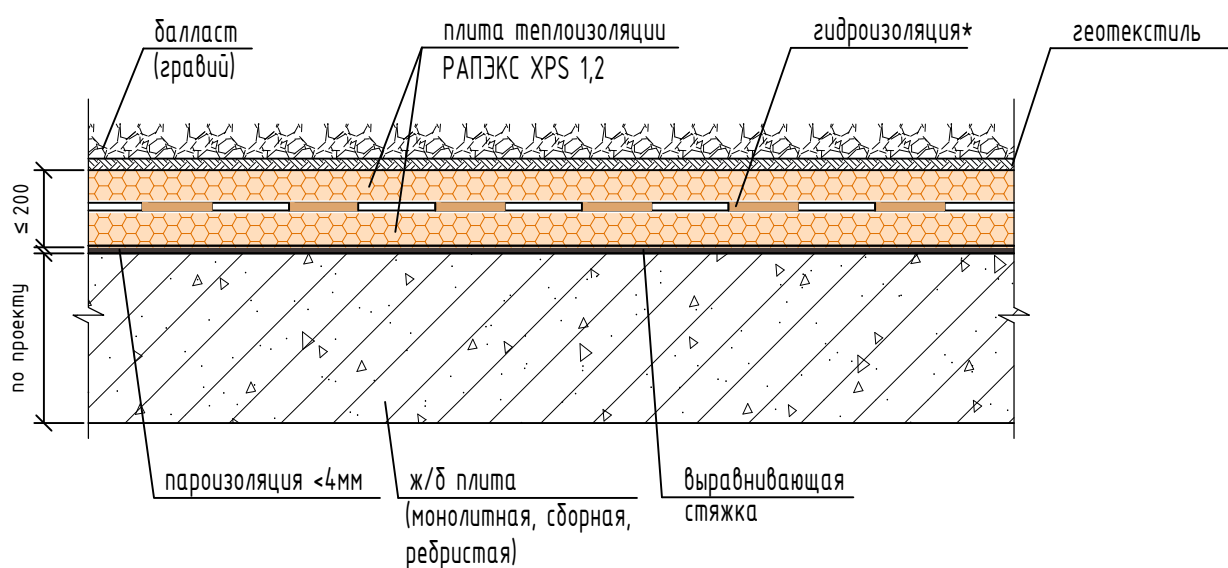 балласт
(гравий)
плита теплоизоляции
РАПЭКС XPS 1,2
гидроизоляция*
геотекстиль
≤ 200
по проекту
пароизоляция <4мм
ж/б плита
(монолитная, сборная,
ребристая)
выравнивающая
стяжка